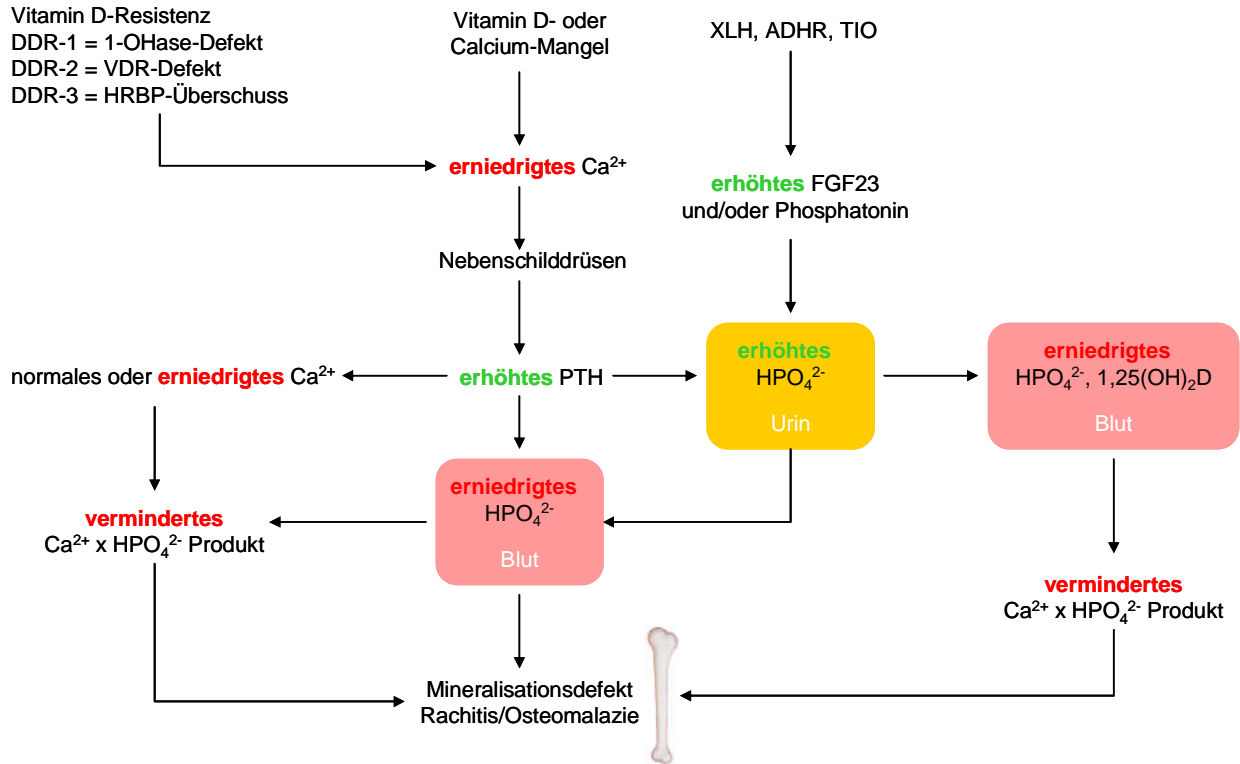 Vitamin D-Resistenz
DDR-1 = 1-OHase-Defekt
DDR-2 = VDR-Defekt
DDR-3 = HRBP-Überschuss
Vitamin D- oder
Calcium-Mangel
XLH, ADHR, TIO
erniedrigtes Ca²⁺
erhöhtes FGF23
und/oder Phosphatonin
Nebenschilddrüsen
normales oder erniedrigtes Ca²⁺
erhöhtes PTH
erhöhtes
HPO₄²⁻
Urin
erniedrigtes
HPO₄²⁻, 1,25(OH)₂D
Blut
erniedrigtes
HPO₄²⁻
Blut
vermindertes
Ca²⁺ x HPO₄²⁻ Produkt
vermindertes
Ca²⁺ x HPO₄²⁻ Produkt
Mineralisationsdefekt
Rachitis/Osteomalazie